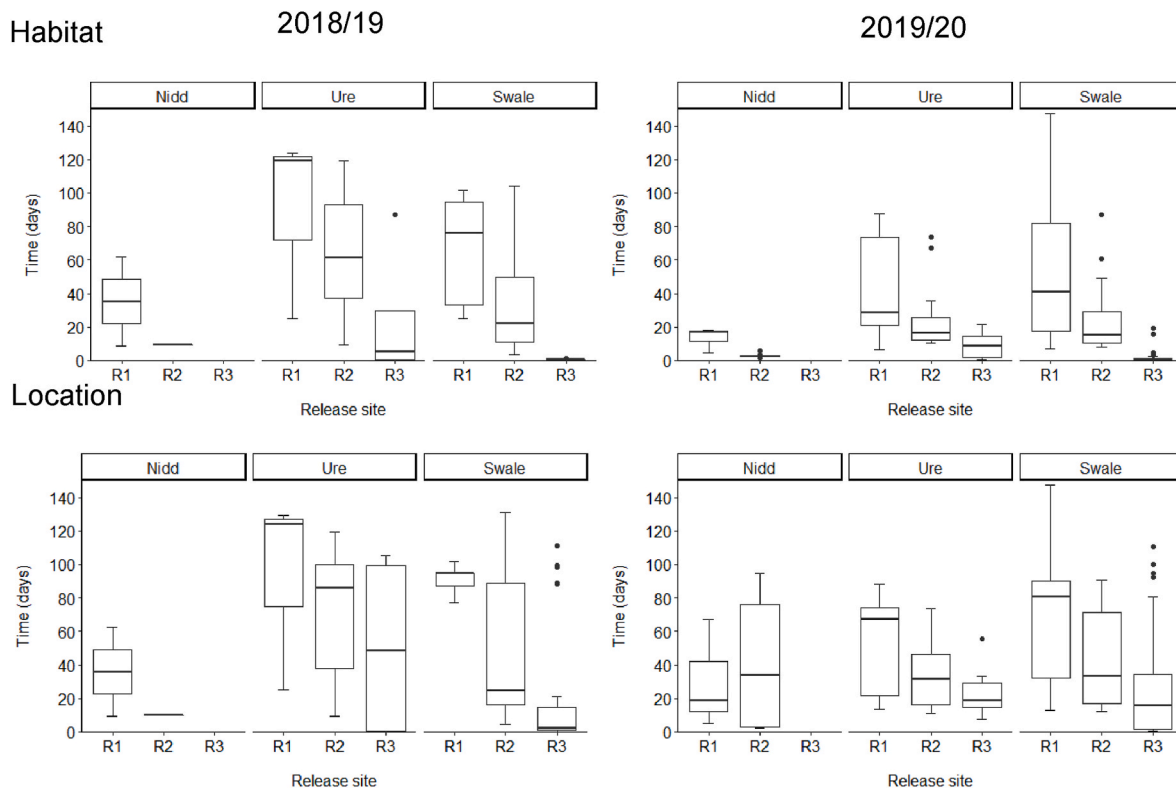 Habitat
2018/19
2019/20
Nidd Ure Swale
Nidd Ure Swale
140
120
100
80
60
40
20
0
Time (days)
R1 R2 R3 R1 R2 R3 R1 R2 R3
Release site
140
120
100
80
60
40
20
0
Time (days)
R1 R2 R3 R1 R2 R3 R1 R2 R3
Release site
Location
Nidd Ure Swale
Nidd Ure Swale
140
120
100
80
60
40
20
0
Time (days)
R1 R2 R3 R1 R2 R3 R1 R2 R3
Release site
140
120
100
80
60
40
20
0
Time (days)
R1 R2 R3 R1 R2 R3 R1 R2 R3
Release site